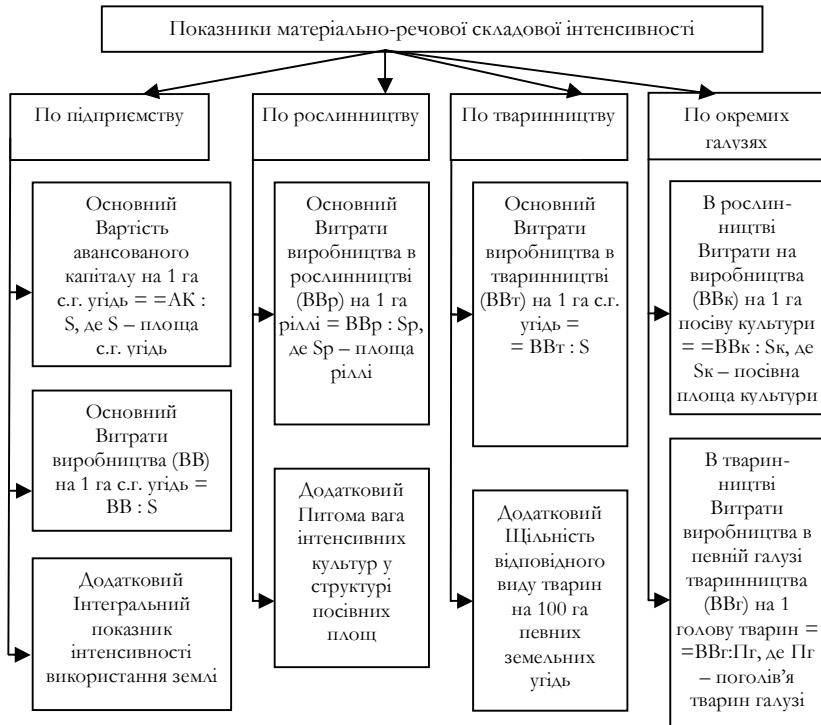 Показники матеріально-речової складової інтенсивності
По підприємству
Основний
Вартість
авансованого
капіталу на 1 га
с.г. угідь = =АК :
S, де S – площа
с.г. угідь
Основний
Витрати
виробництва (ВВ)
на 1 га с.г. угідь =
ВВ : S
Додатковий
Інтегральний
показник
інтенсивності
використання землі
По рослинництву
Основний
Витрати
виробництва в
рослинництві
(ВВр) на 1 га
ріллі = ВВр : Sр,
де Sр – площа
ріллі
Додатковий
Питома вага
інтенсивних
культур у
структурі
посівних
площ
По тваринництву
Основний
Витрати
виробництва в
тваринництві
(ВВт) на 1 га с.г.
угідь =
= ВВт : S
Додатковий
Щільність
відповідного
виду тварин
на 100 га
певних
земельних
угідь
По окремих
галузях
В рослин-
ництві
Витрати на
виробництва
(ВВк) на 1 га
посіву культури
= =ВВк : Sк, де
Sк – посівна
площа культури
В тварин-
ництві
Витрати
виробництва в
певній галузі
тваринництва
(ВВг) на 1
голову тварин =
=ВВг:Пг, де Пг
– поголів’я
тварин галузі